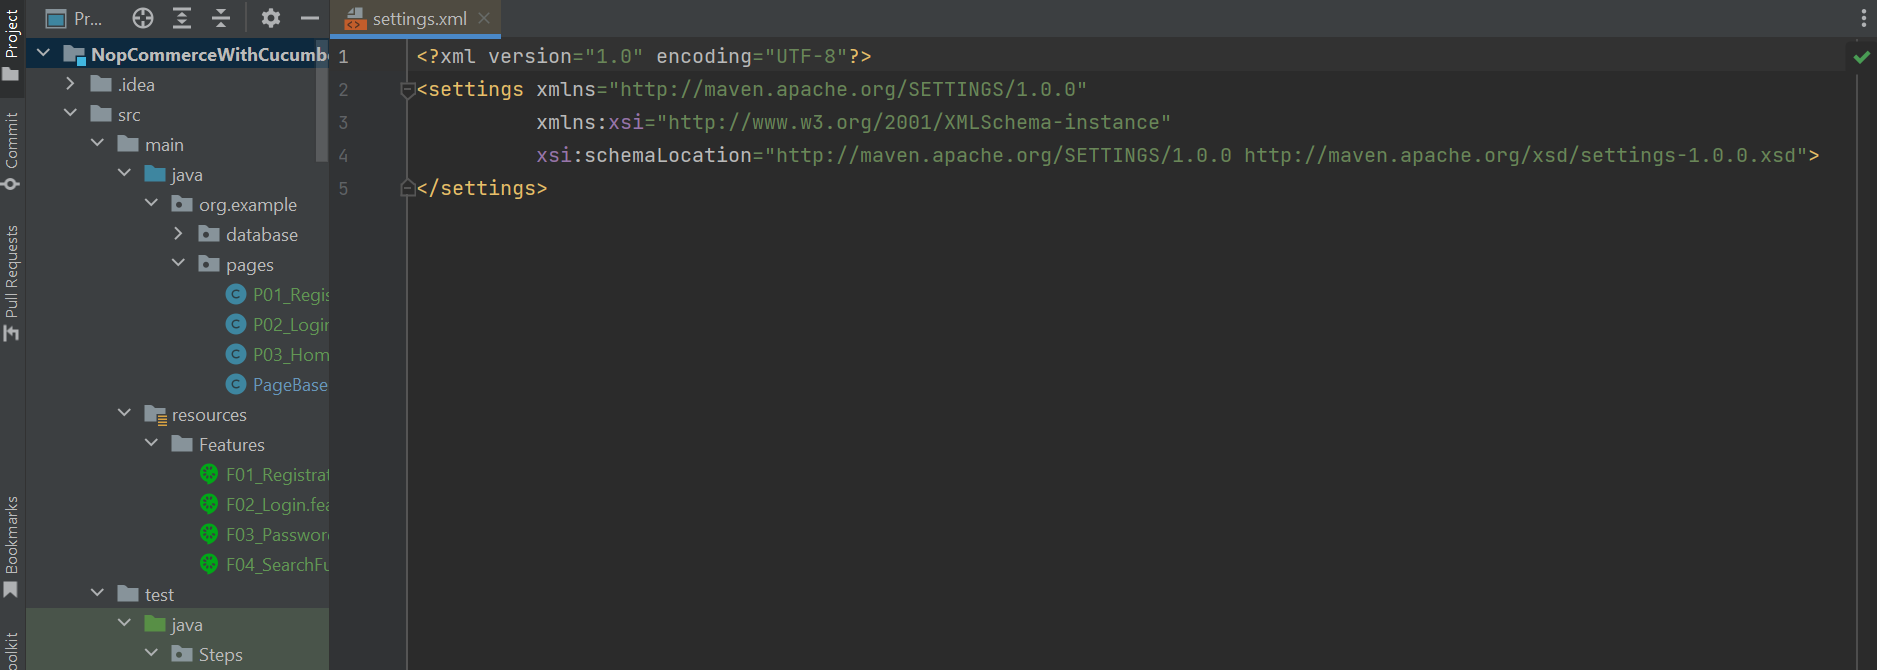 Project
Commit
Pull Requests
Bookmarks
Pr...
NopCommerceWithCucumb
.idea
src
main
java
org.example
database
pages
P01_Regis
P02_Login
P03_Hom
PageBase
resources
Features
F01_Registrat
F02_Login.fea
F03_Password
F04_SearchFu
test
java
Steps
settings.xml
1 <?xml version="1.0" encoding="UTF-8"?>
2 <settings xmlns="http://maven.apache.org/SETTINGS/1.0.0"
3 xmlns:xsi="http://www.w3.org/2001/XMLSchema-instance"
4 xsi:schemaLocation="http://maven.apache.org/SETTINGS/1.0.0 http://maven.apache.org/xsd/settings-1.0.0.xsd">
5 </settings>